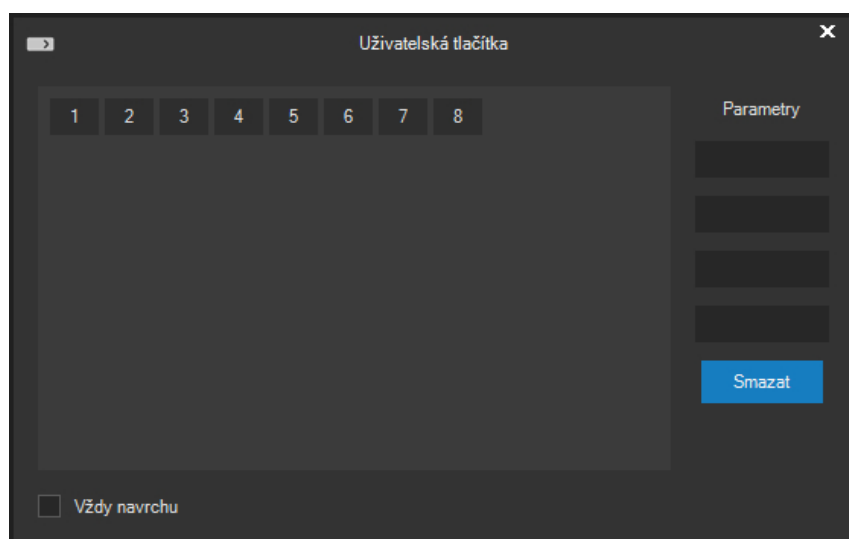 Uživatelská tlačítka
x
1 2 3 4 5 6 7 8
Parametry
Smazat
Vždy navrchu